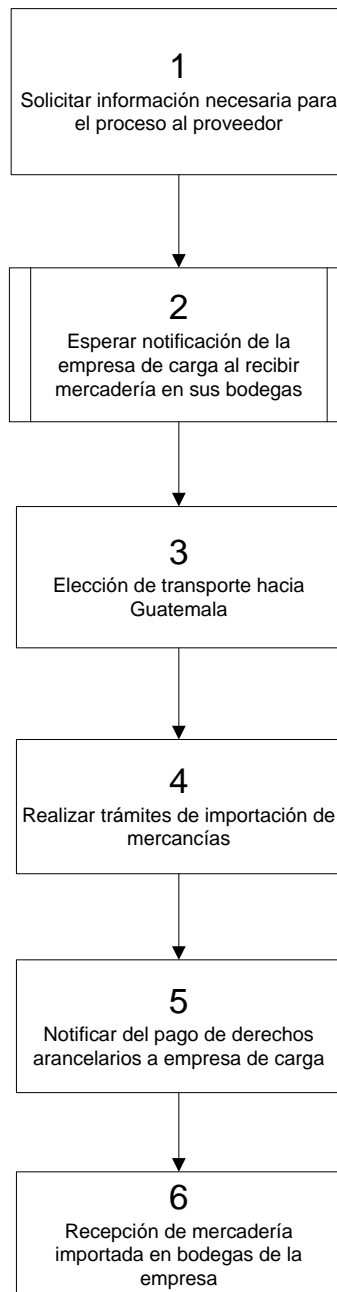 1
Solicitar información necesaria para
el proceso al proveedor
2
Esperar notificación de la
empresa de carga al recibir
mercadería en sus bodegas
3
Elección de transporte hacia
Guatemala
4
Realizar trámites de importación de
mercancías
5
Notificar del pago de derechos
arancelarios a empresa de carga
6
Recepción de mercadería
importada en bodegas de la
empresa